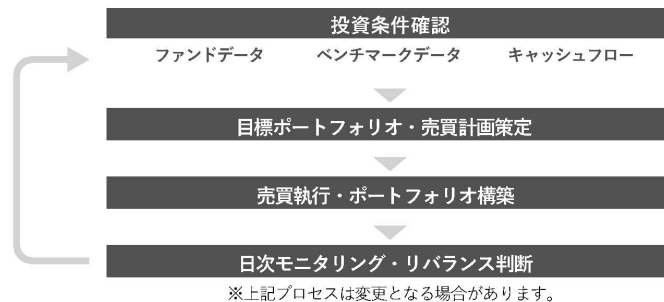 投資条件確認
ファンドデータ ベンチマークデータ キャッシュフロー
目標ポートフォリオ・売買計画策定
売買執行・ポートフォリオ構築
日次モニタリング・リバランス判断
※上記プロセスは変更となる場合があります。